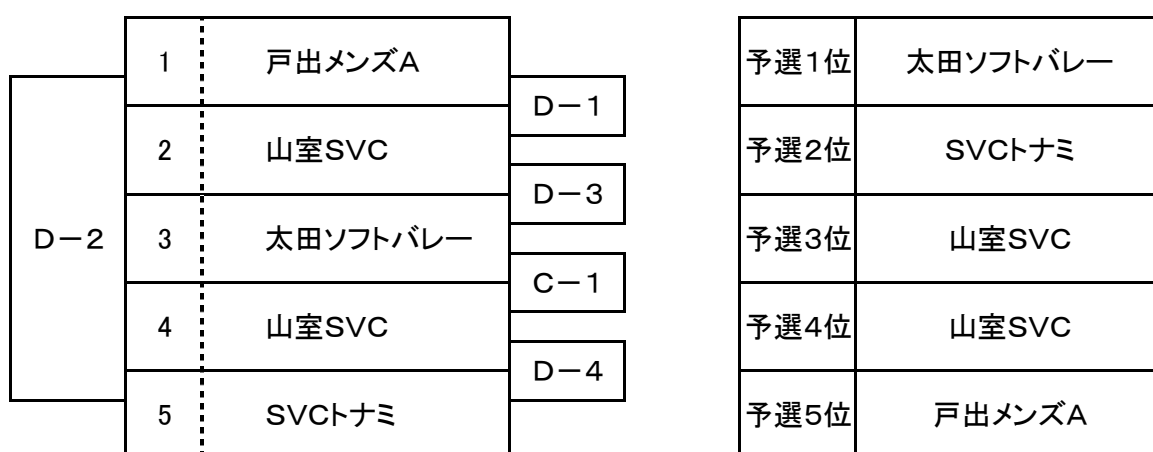 1 戸出メンズA
D－1
2 山室SVC
D－3
D－2
3 太田ソフトバレー
C－1
4 山室SVC
D－4
5 SVCトナミ
予選1位 太田ソフトバレー
予選2位 SVCトナミ
予選3位 山室SVC
予選4位 山室SVC
予選5位 戸出メンズA